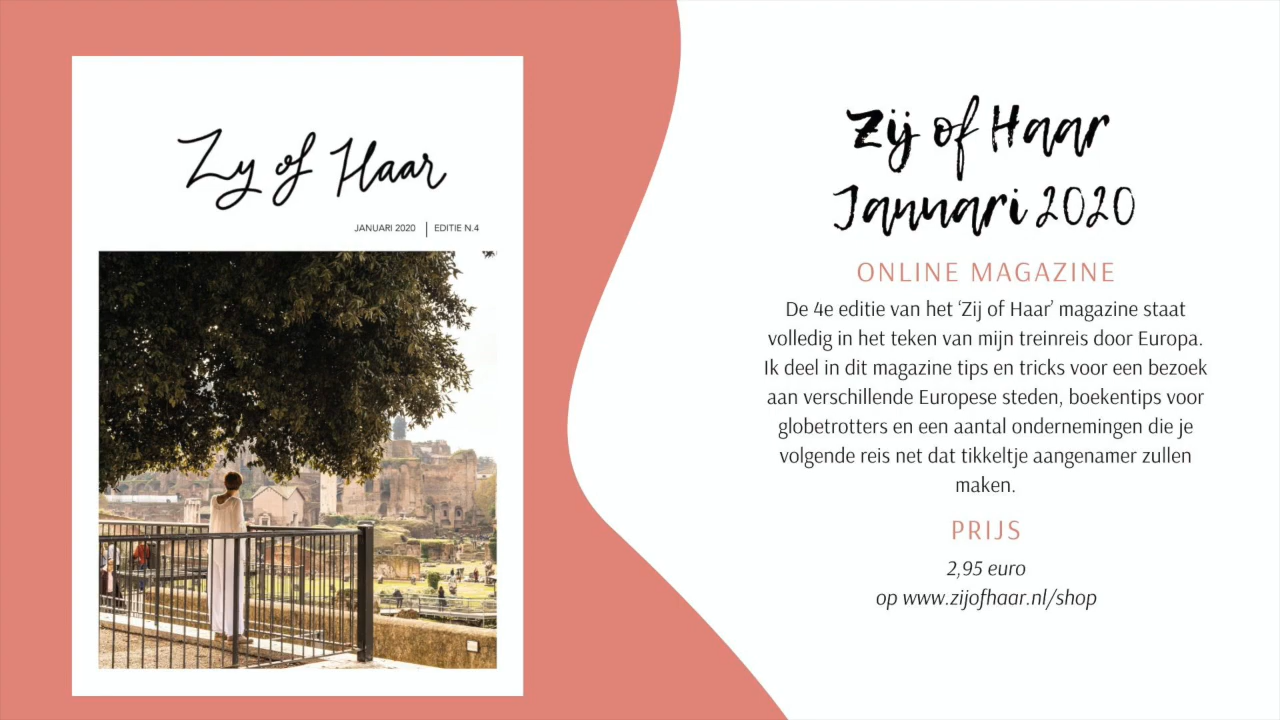 Zy of Haar
JANUARI 2020 | EDITIE N.4
Zij of Haar
Januari 2020
ONLINE MAGAZINE
De 4e editie van het ‘Zij of Haar’ magazine staat
volledig in het teken van mijn treinreis door Europa.
Ik deel in dit magazine tips en tricks voor een bezoek
aan verschillende Europese steden, boekentips voor
globetrotters en een aantal ondernemingen die je
volgende reis net dat tikkeltje aangenamer zullen
maken.
PRIJS
2,95 euro
op www.zijofhaar.nl/shop